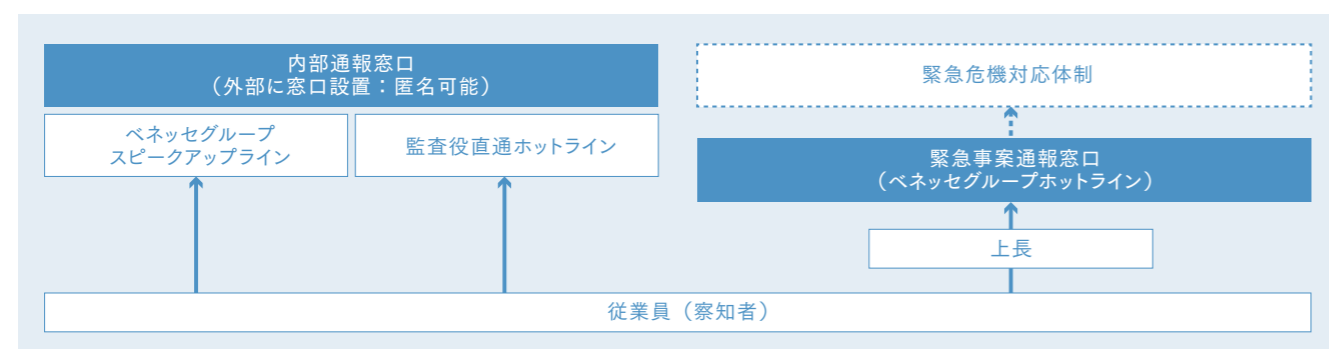 内部通報窓口
（外部に窓口設置：匿名可能）
ベネッセグループ
スピークアップライン
監査役直通ホットライン
緊急危機対応体制
緊急事案通報窓口
（ベネッセグループホットライン）
上長
従業員（察知者）